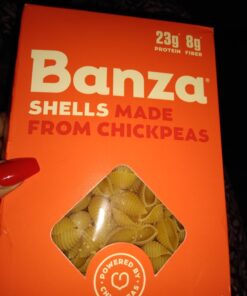 23g 8g
PROTEIN FIBER
Banza
SHELLS MADE
FROM CHICKPEAS
POWERED BY